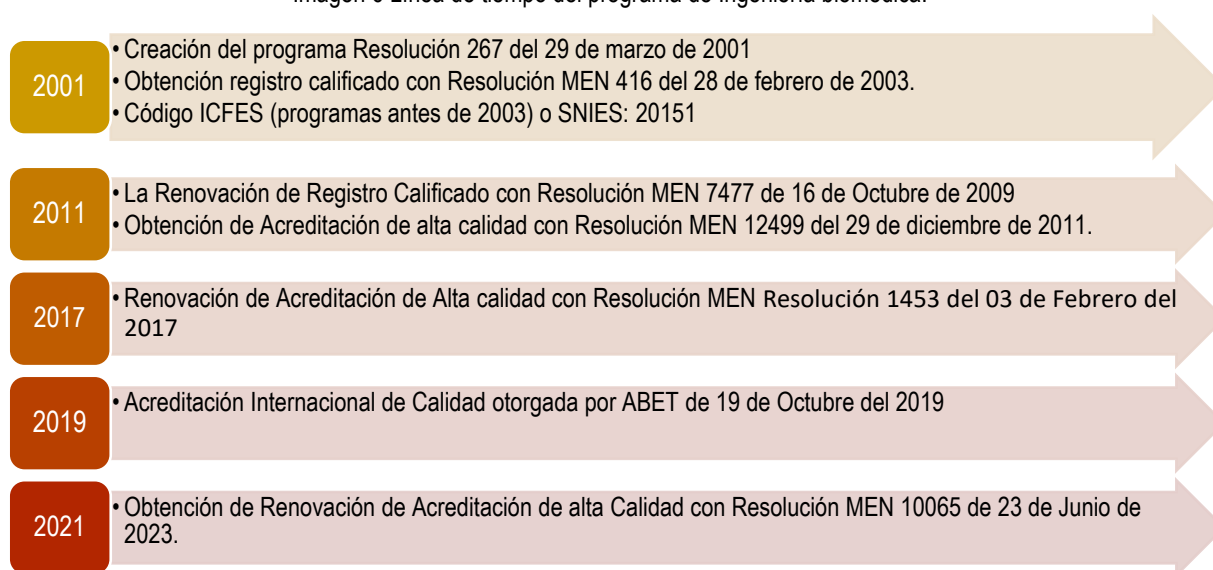 Imagen 6 Línea de tiempo del programa de Ingeniería biomédica.
2001
• Creación del programa Resolución 267 del 29 de marzo de 2001
• Obtención registro calificado con Resolución MEN 416 del 28 de febrero de 2003.
• Código ICFES (programas antes de 2003) o SNIES: 20151
2011
• La Renovación de Registro Calificado con Resolución MEN 7477 de 16 de Octubre de 2009
• Obtención de Acreditación de alta calidad con Resolución MEN 12499 del 29 de diciembre de 2011.
2017
• Renovación de Acreditación de Alta calidad con Resolución MEN Resolución 1453 del 03 de Febrero del
2017
2019
• Acreditación Internacional de Calidad otorgada por ABET de 19 de Octubre del 2019
2021
• Obtención de Renovación de Acreditación de alta Calidad con Resolución MEN 10065 de 23 de Junio de
2023.